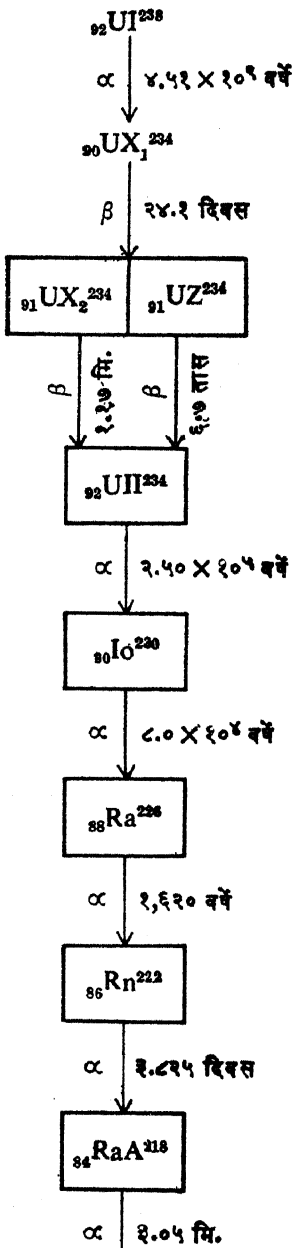 ₉₂UI²³⁸
α ४.५१ × १०⁹ वर्षे
₉₀UX₁²³⁴
β २४.१ दिवस
₉₁UX₂²³⁴ ₉₁UZ²³⁴
β १.१७ मि. β ६.७ तास
₉₂UII²³⁴
α २.५० × १०⁵ वर्षे
₉₀Io²³⁰
α ८.० × १०⁴ वर्षे
₈₈Ra²²⁶
α १,६२० वर्षे
₈₆Rn²²²
α ३.८२५ दिवस
₈₄RaA²¹⁸
α ३.०५ मि.